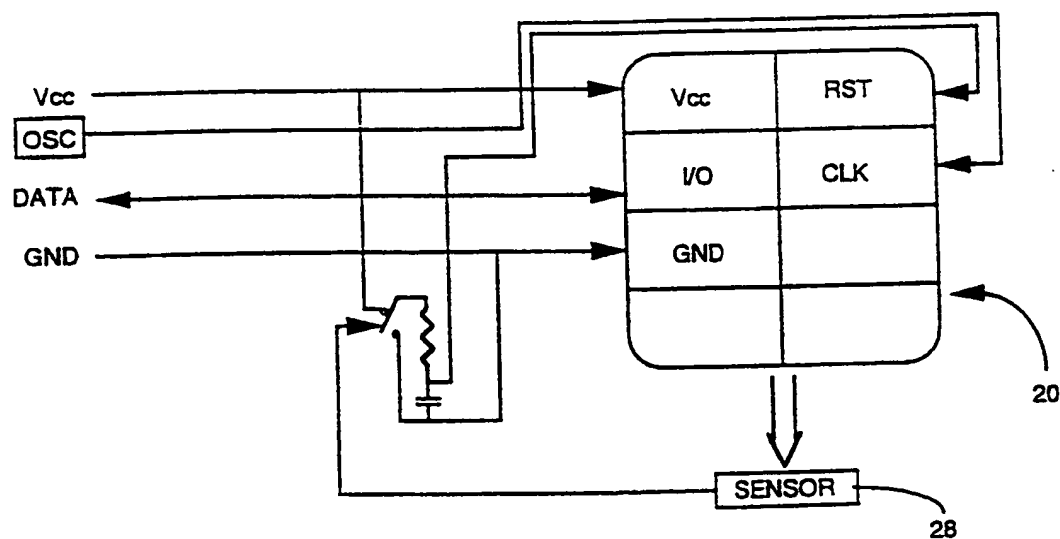 Vcc
OSC
DATA
GND
Vcc
RST
I/O
CLK
GND
20
SENSOR
28